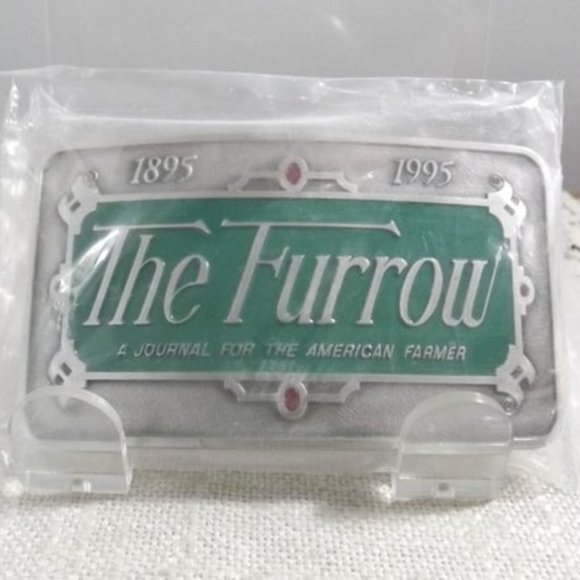 1895 1995
The Furrow
A JOURNAL FOR THE AMERICAN FARMER